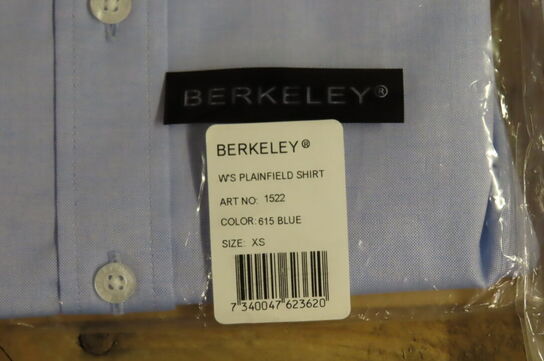 BERKELEY®
BERKELEY®
W'S PLAINFIELD SHIRT
ART NO: 1522
COLOR: 615 BLUE
SIZE: XS
7 340047 623620